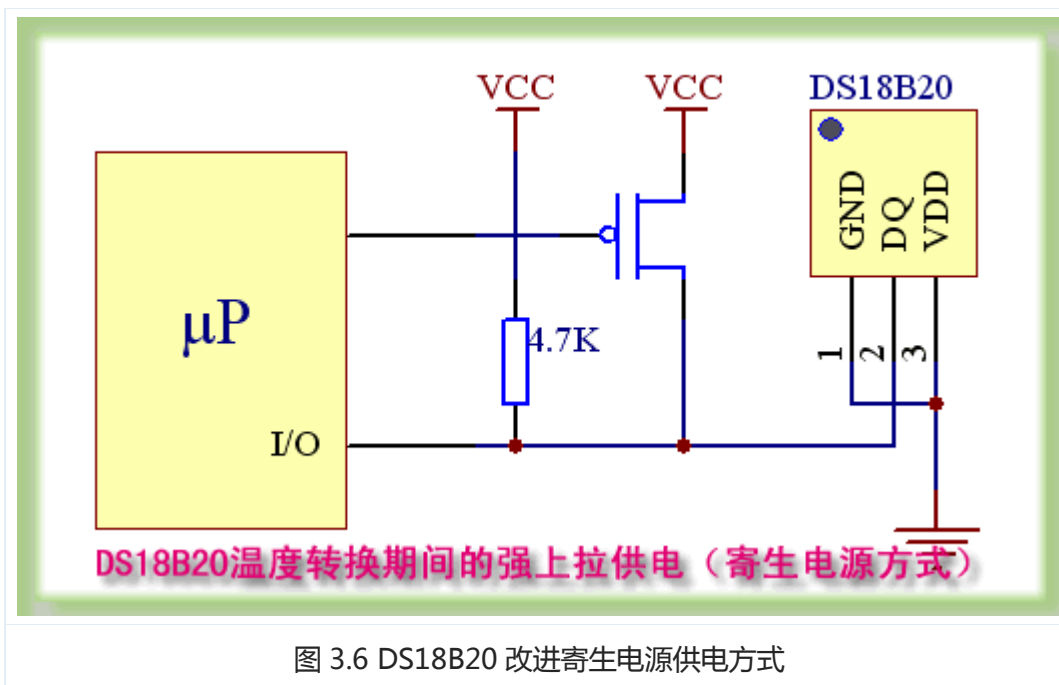 VCC
VCC
DS18B20
GND
DQ
VDD
μP
4.7K
1
2
3
I/O
DS18B20温度转换期间的强上拉供电（寄生电源方式）
图 3.6 DS18B20 改进寄生电源供电方式